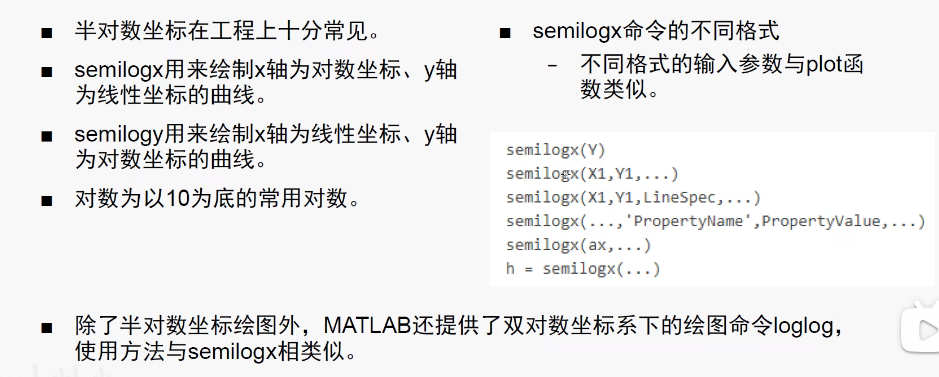 ■ 半对数坐标在工程上十分常见。
■ semilogx用来绘制x轴为对数坐标、y轴
为线性坐标的曲线。
■ semilogy用来绘制x轴为线性坐标、y轴
为对数坐标的曲线。
■ 对数为以10为底的常用对数。
■ semilogx命令的不同格式
– 不同格式的输入参数与plot函
数类似。
semilogx(Y)
semilogx(X1,Y1,...)
semilogx(X1,Y1,LineSpec,...)
semilogx(...,'PropertyName',PropertyValue,...)
semilogx(ax,...)
h = semilogx(...)
■ 除了半对数坐标绘图外，MATLAB还提供了双对数坐标系下的绘图命令loglog，
使用方法与semilogx相类似。